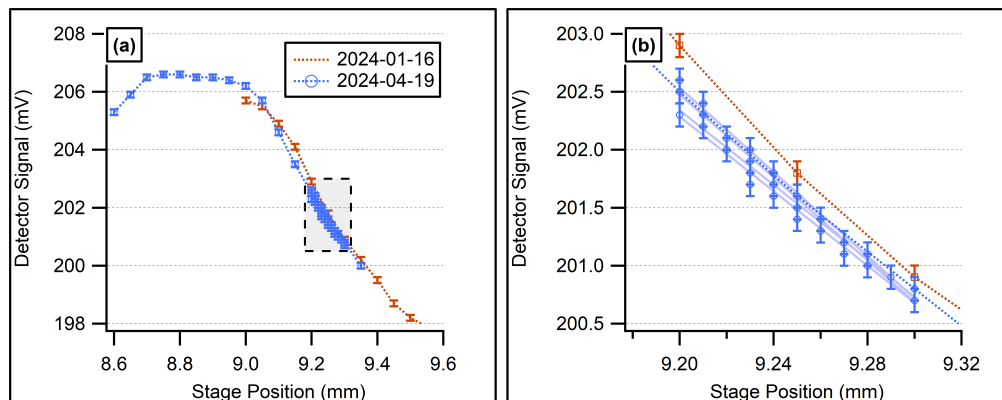 (a)
2024-01-16
2024-04-19
Detector Signal (mV)
208
206
204
202
200
198
8.6 8.8 9.0 9.2 9.4 9.6
Stage Position (mm)
(b)
Detector Signal (mV)
203.0
202.5
202.0
201.5
201.0
200.5
9.20 9.24 9.28 9.32
Stage Position (mm)